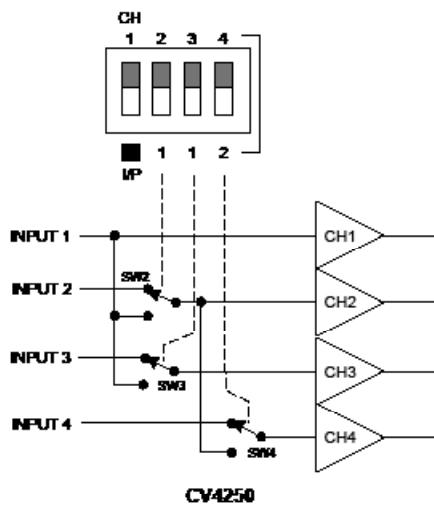 CH
1 2 3 4
1 1 2
I/P
INPUT 1
CH1
SW2
INPUT 2
CH2
INPUT 3
CH3
SW3
INPUT 4
CH4
SW4
CV4250